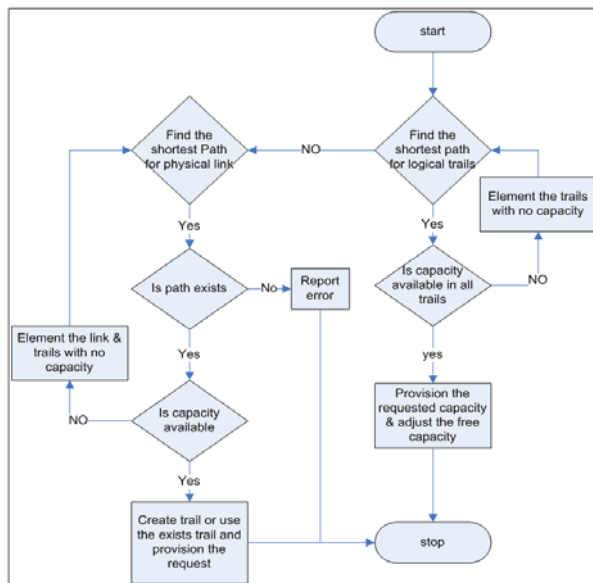 start
Find the
shortest Path
for physical link
NO
Find the
shortest path
for logical trails
Element the trails
with no capacity
Yes
Yes
Is path exists
No
Report
error
Is capacity
available in all
trails
NO
Element the link &
trails with no
capacity
Yes
yes
NO
Is capacity
available
Provision the
requested capacity
& adjust the free
capacity
Yes
Create trail or use
the exists trail and
provision the
request
stop